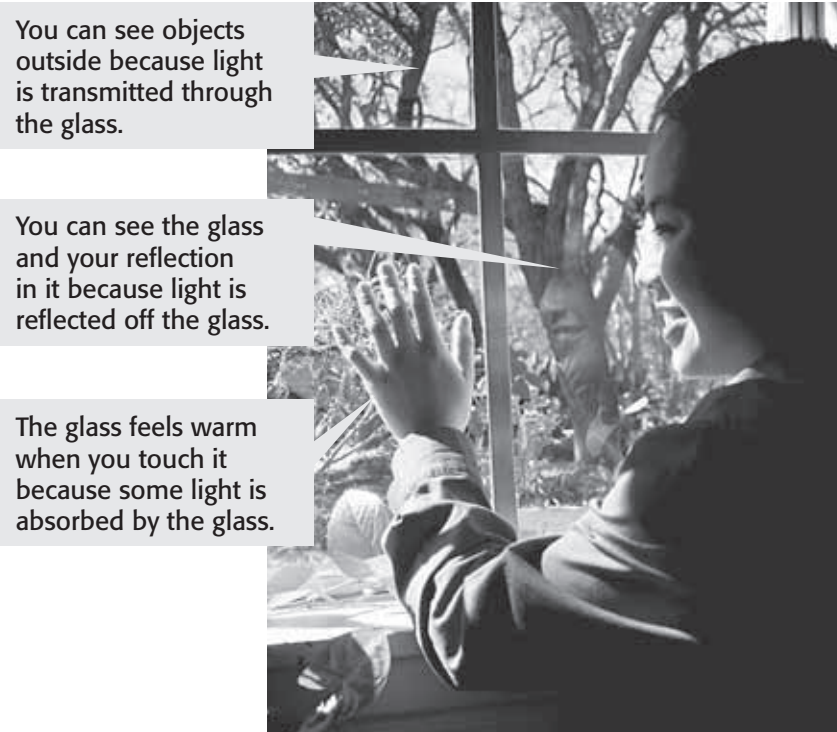 You can see objects
outside because light
is transmitted through
the glass.
You can see the glass
and your reflection
in it because light is
reflected off the glass.
The glass feels warm
when you touch it
because some light is
absorbed by the glass.